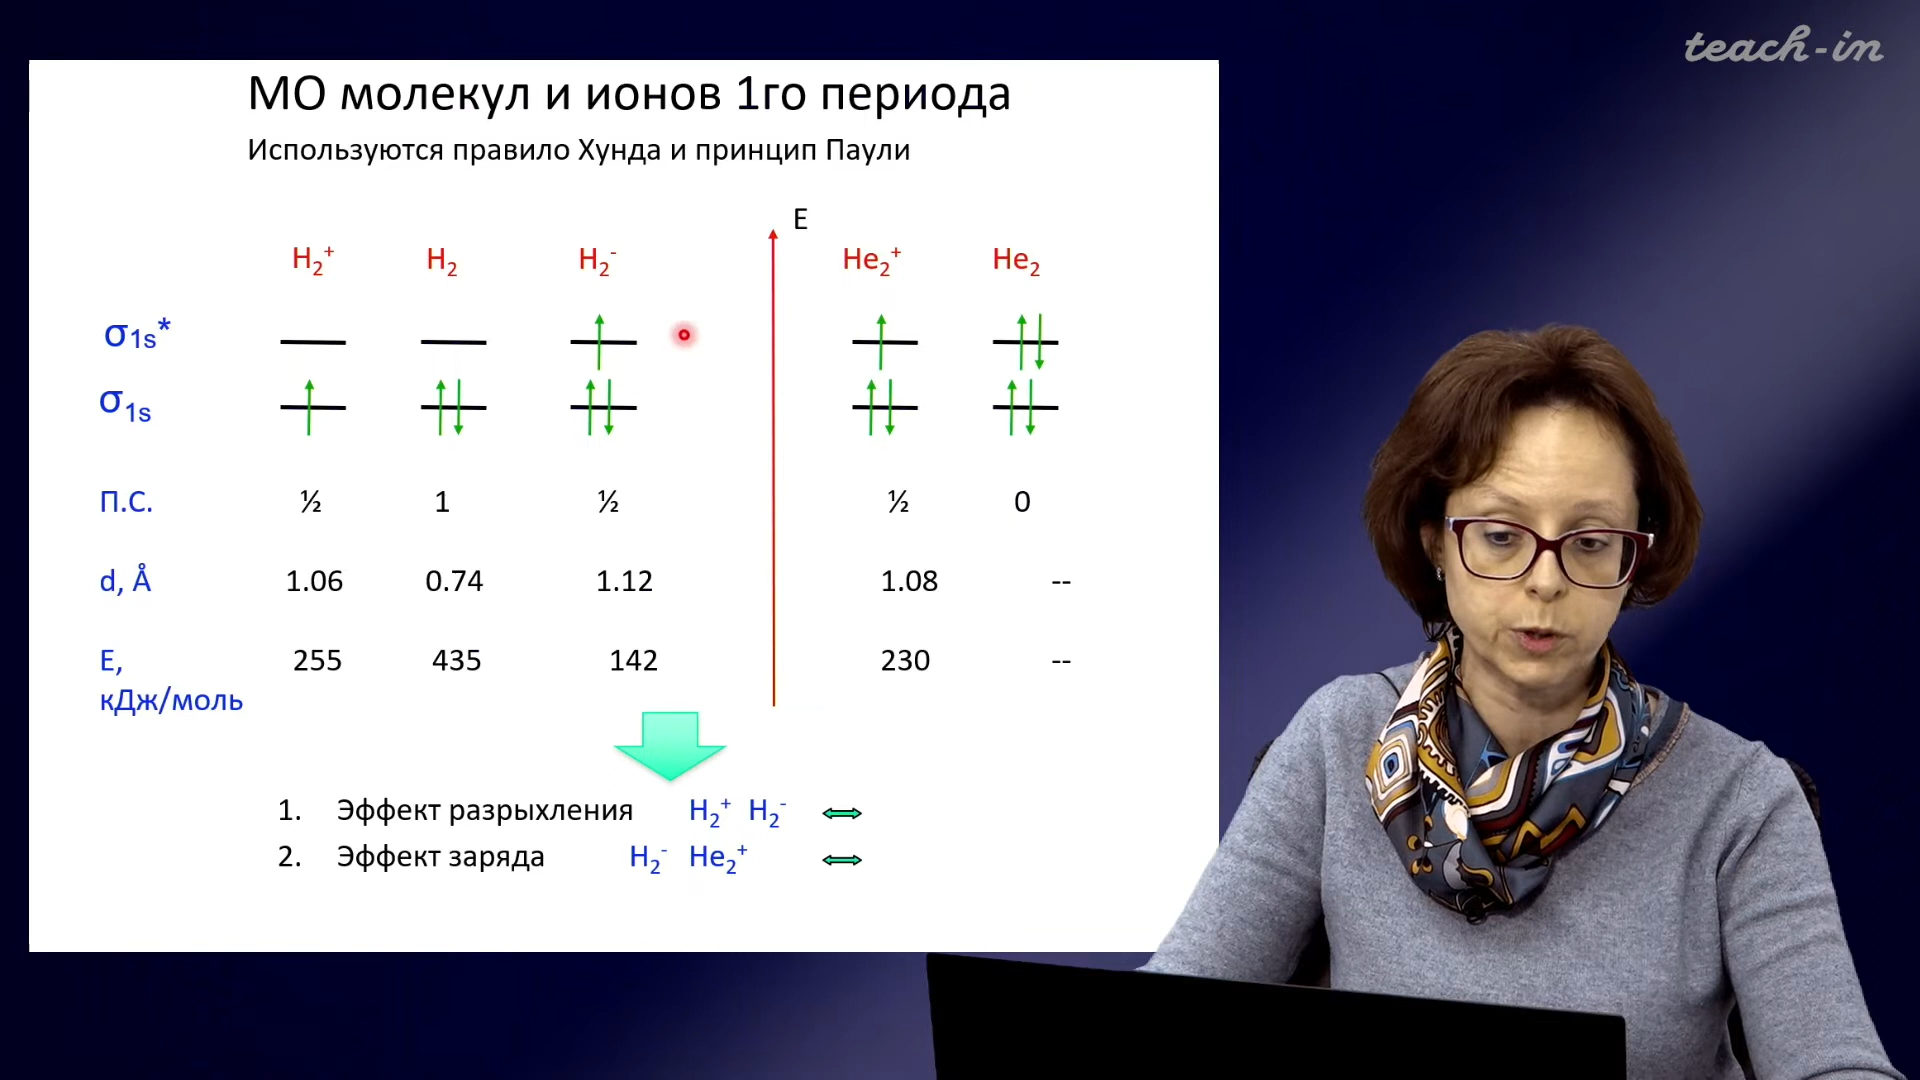 teach-in
МО молекул и ионов 1го периода
Используются правило Хунда и принцип Паули
E
H₂⁺ H₂ H₂⁻ He₂⁺ He₂
σ₁ₛ*
σ₁ₛ
П.С. ½ 1 ½ ½ 0
d, Å 1.06 0.74 1.12 1.08 --
E, 255 435 142 230 --
кДж/моль
1. Эффект разрыхления H₂⁺ H₂⁻
2. Эффект заряда H₂⁻ He₂⁺